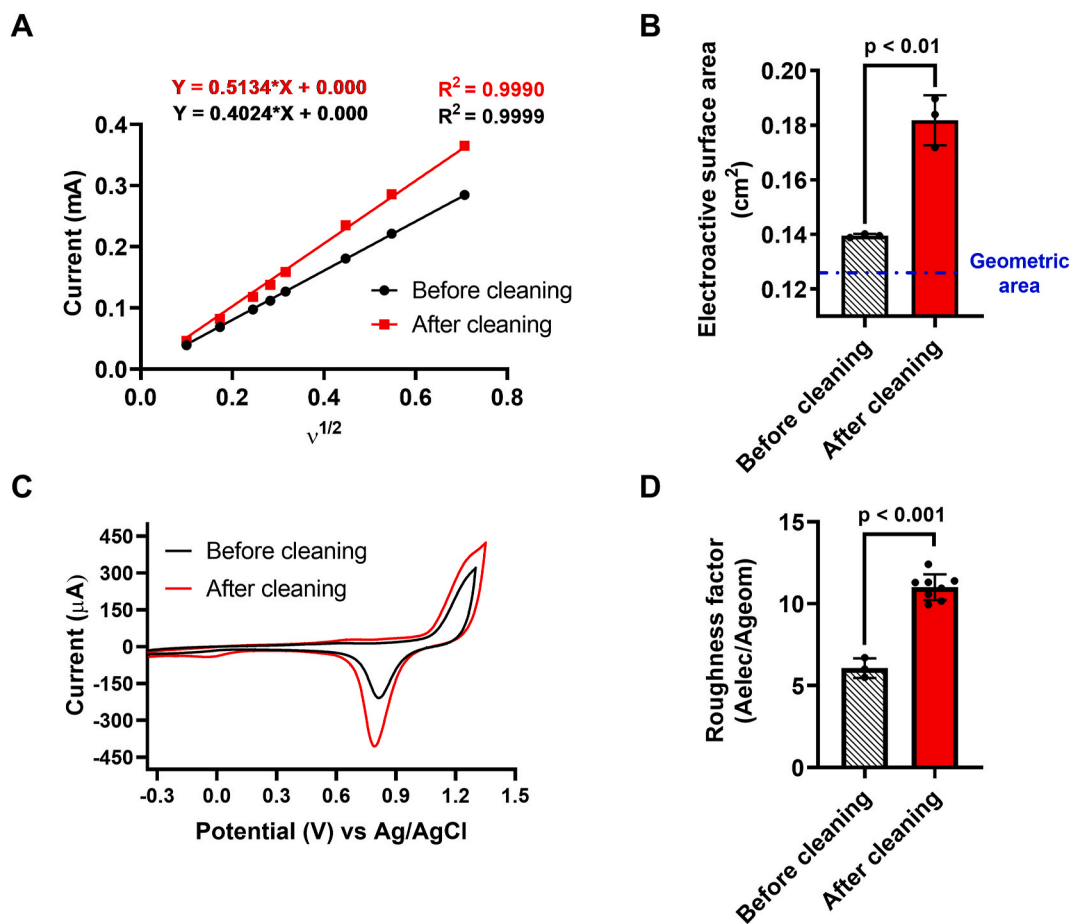 A
Y = 0.5134*X + 0.000
R2 = 0.9990
Y = 0.4024*X + 0.000
R2 = 0.9999
Current (mA)
0.4
0.3
0.2
0.1
0.0
Before cleaning
After cleaning
0.0 0.2 0.4 0.6 0.8
ν1/2
B
p < 0.01
Electroactive surface area
(cm2)
0.20
0.18
0.16
0.14
0.12
Geometric
area
Before cleaning
After cleaning
C
Current (μA)
450
300
150
0
-150
-300
-450
Before cleaning
After cleaning
-0.3 0.0 0.3 0.6 0.9 1.2 1.5
Potential (V) vs Ag/AgCl
D
p < 0.001
Roughness factor
(Aelec/Ageom)
15
10
5
0
Before cleaning
After cleaning